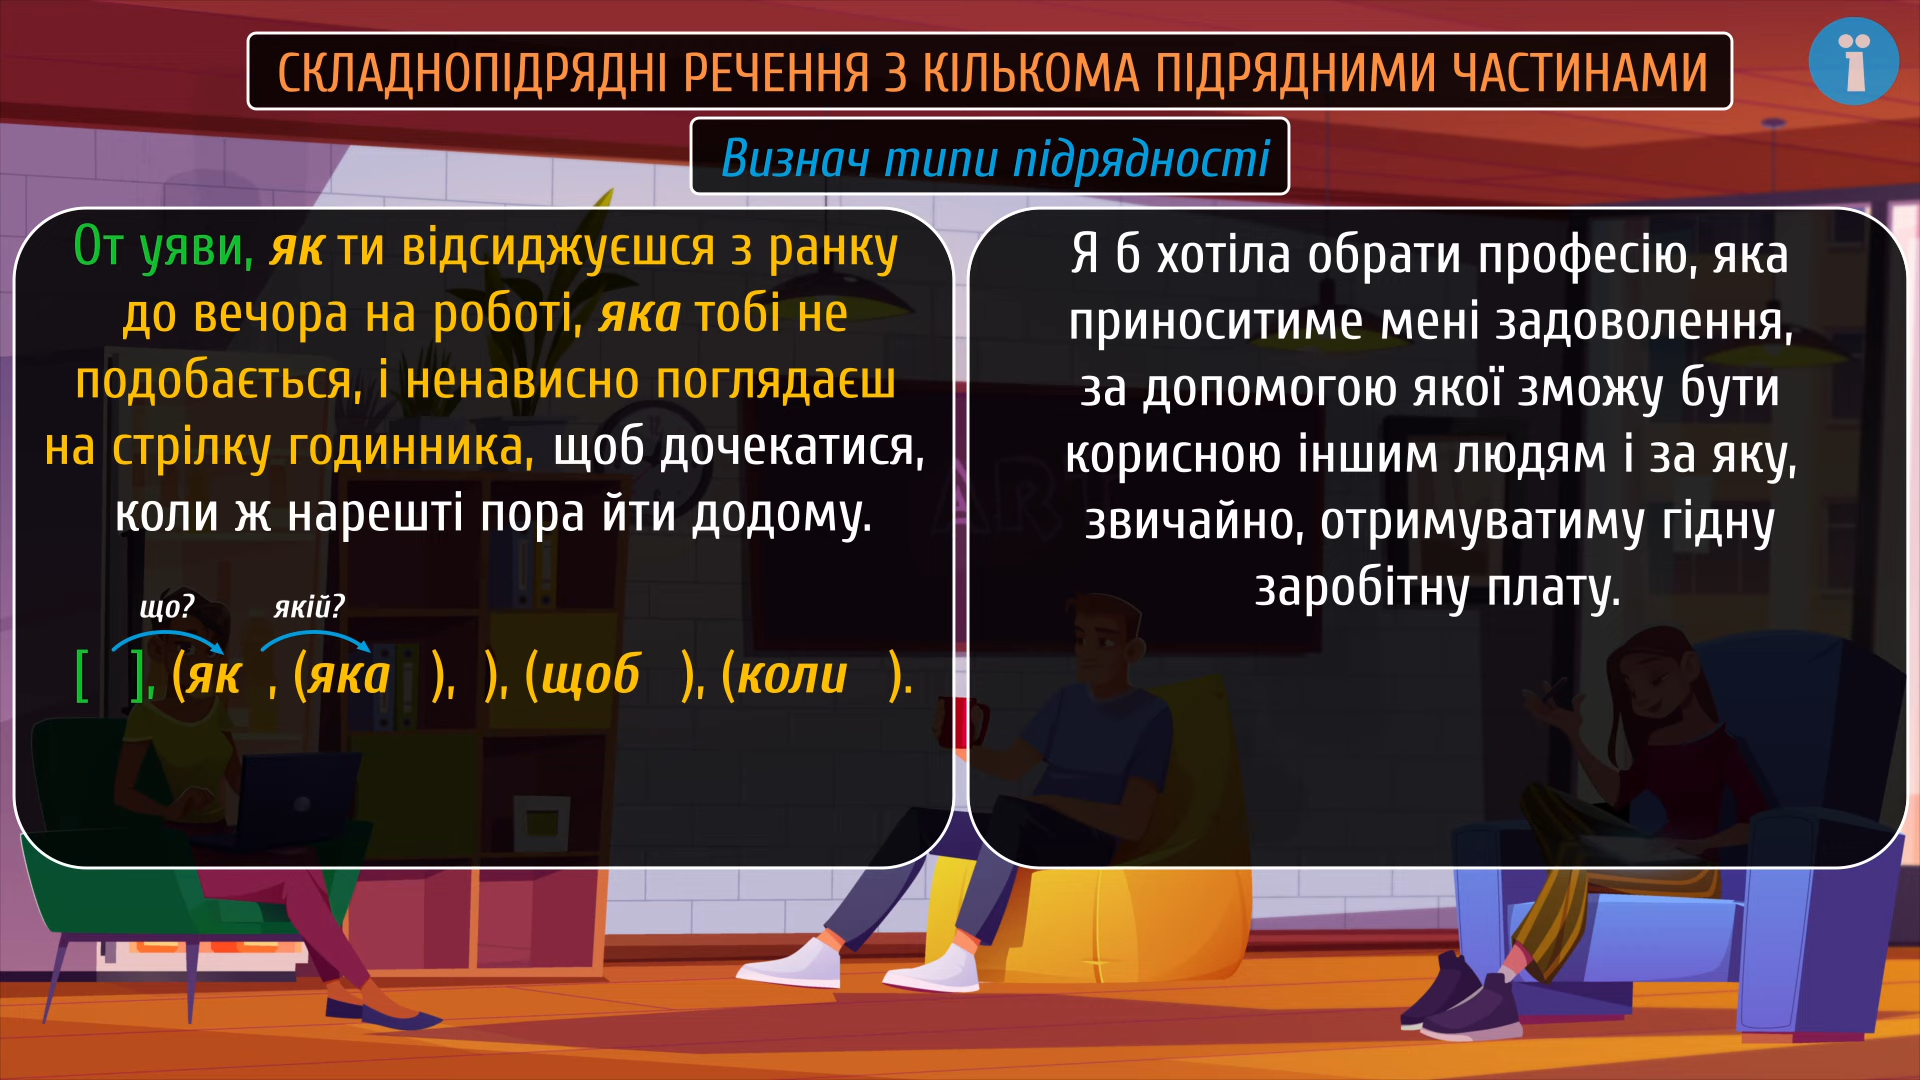 СКЛАДНОПІДРЯДНІ РЕЧЕННЯ З КІЛЬКОМА ПІДРЯДНИМИ ЧАСТИНАМИ
ї
Визнач типи підрядності
От уяви, як ти відсиджуєшся з ранку
до вечора на роботі, яка тобі не
подобається, і ненависно поглядаєш
на стрілку годинника, щоб дочекатися,
коли ж нарешті пора йти додому.
що? якій?
[ ], (як , (яка ), ), (щоб ), (коли ).
Я б хотіла обрати професію, яка
приноситиме мені задоволення,
за допомогою якої зможу бути
корисною іншим людям і за яку,
звичайно, отримуватиму гідну
заробітну плату.
ART